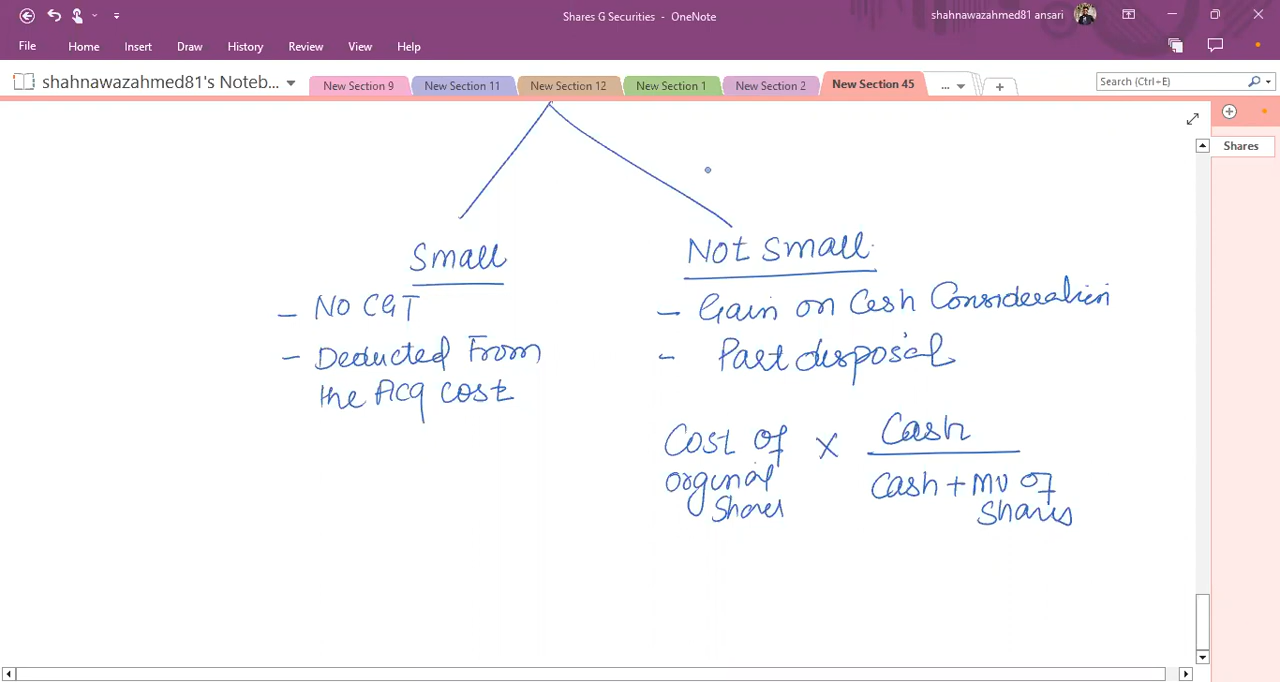 Shares G Securities - OneNote
shahnawazahmed81 ansari
File Home Insert Draw History Review View Help
shahnawazahmed81's Noteb...
New Section 9 New Section 11 New Section 12 New Section 1 New Section 2 New Section 45 ...
Search (Ctrl+E)
Shares
Small
- No CGT
- Deducted From
the Acq cost
Not Small
- Gain on Cash Consideration
- Part disposal
Cost of × Cash
orginal Cash + MV of
Shares Shares